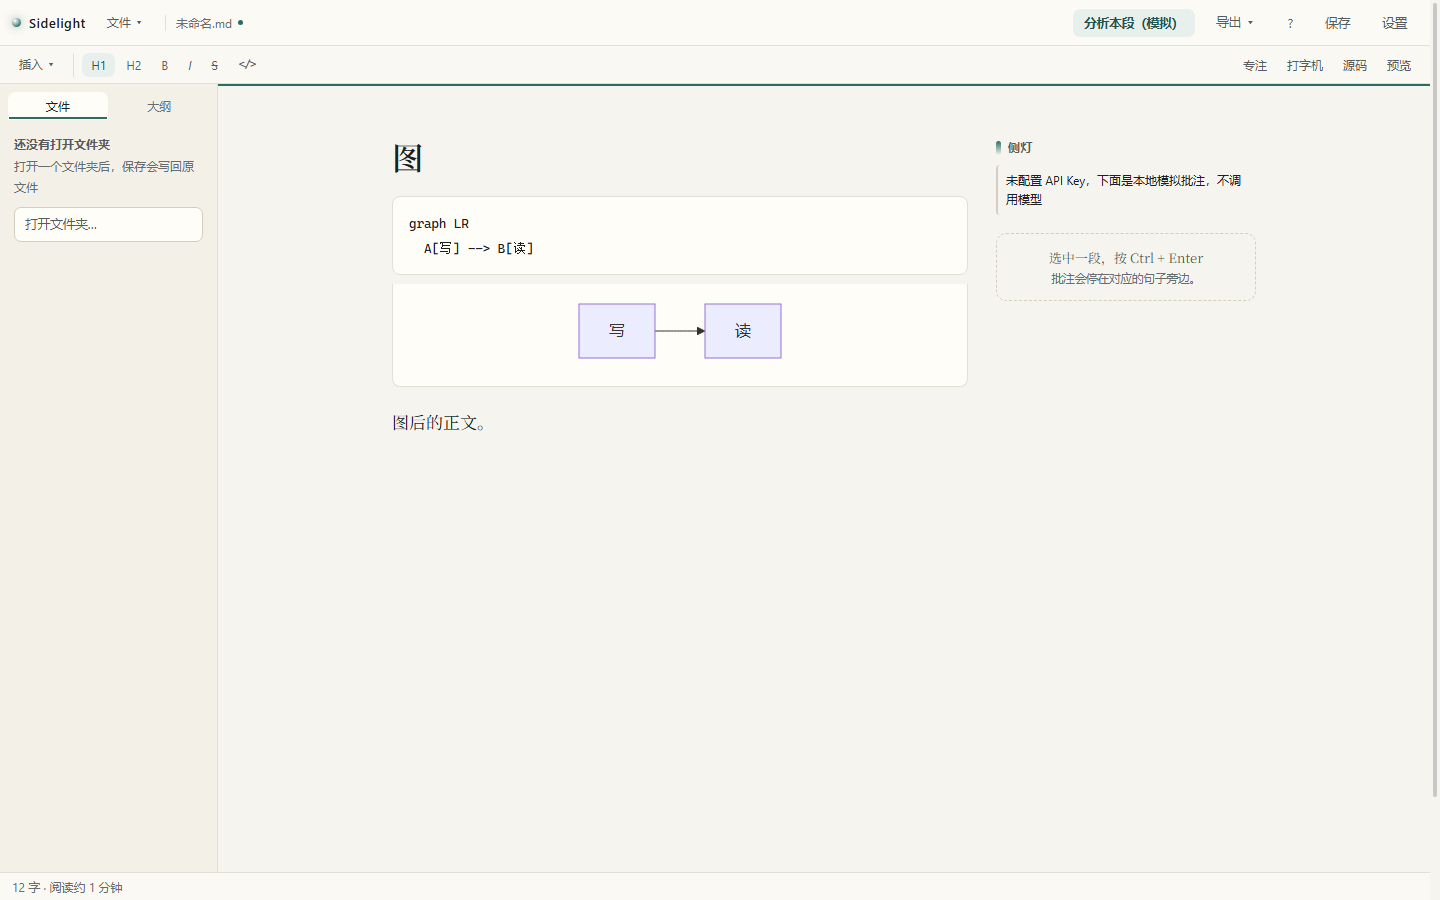 Sidelight 文件 未命名.md 分析本段（模拟） 导出 ? 保存 设置
插入 H1 H2 B I S </> 专注 打字机 源码 预览
文件 大纲
还没有打开文件夹
打开一个文件夹后，保存会写回原
文件
打开文件夹...
图
graph LR
A[写] --> B[读]
写 读
图后的正文。
侧灯
未配置 API Key，下面是本地模拟批注，不调
用模型
选中一段，按 Ctrl + Enter
批注会停在对应的句子旁边。
12 字 · 阅读约 1 分钟